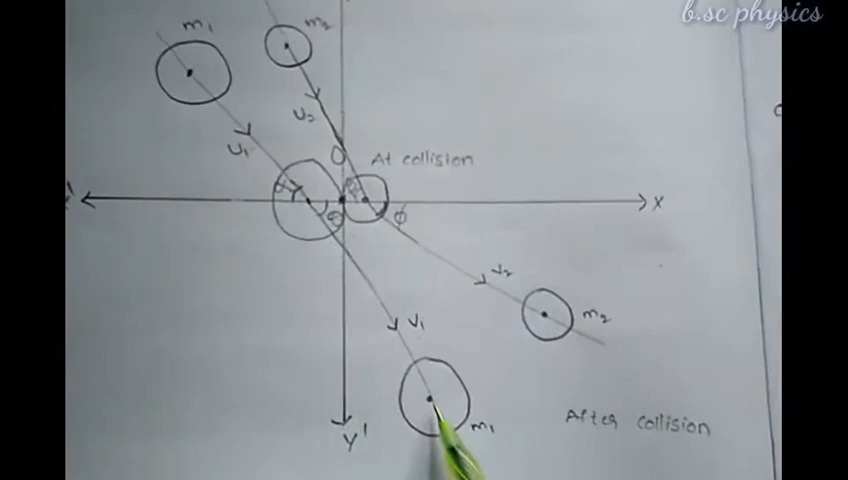 b.sc physics
m1
m2
U2
U1
O
At collision
X
θ
φ
V2
m2
V1
m1
After collision
Y'